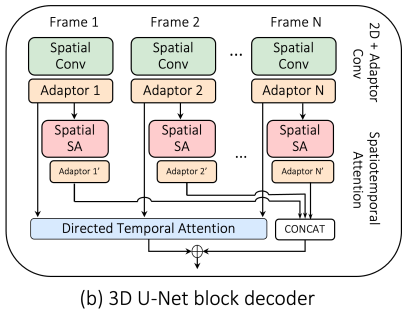 Frame 1
Frame 2
Frame N
Spatial
Conv
Spatial
Conv
...
Spatial
Conv
Adaptor 1
Adaptor 2
Adaptor N
2D + Adaptor
Conv
Spatial
SA
Spatial
SA
...
Spatial
SA
Adaptor 1'
Adaptor 2'
Adaptor N'
Spatiotemporal
Attention
Directed Temporal Attention
CONCAT
(b) 3D U-Net block decoder